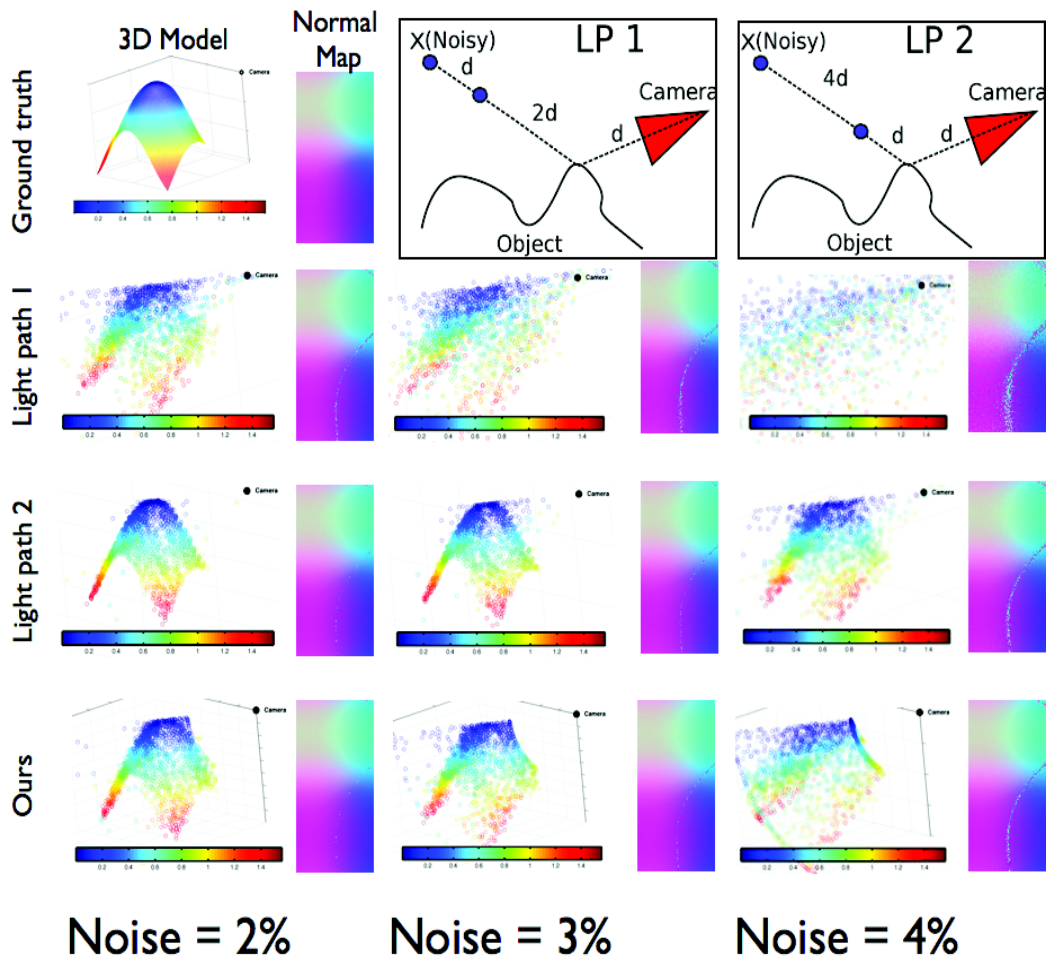 3D Model
Normal
Map
Camera
Ground truth
0.2 0.4 0.6 0.8 1 1.2 1.4
X(Noisy)
LP 1
d
2d
Camera
d
Object
X(Noisy)
LP 2
4d
Camera
d
d
Object
Light path 1
Camera
0.2 0.4 0.6 0.8 1 1.2 1.4
Camera
0.2 0.4 0.6 0.8 1 1.2 1.4
Camera
0.2 0.4 0.6 0.8 1 1.2 1.4
Light path 2
Camera
0.2 0.4 0.6 0.8 1 1.2 1.4
Camera
0.2 0.4 0.6 0.8 1 1.2 1.4
Camera
0.2 0.4 0.6 0.8 1 1.2 1.4
Ours
Camera
0.2 0.4 0.6 0.8 1 1.2 1.4
Camera
0.2 0.4 0.6 0.8 1 1.2 1.4
Camera
0.2 0.4 0.6 0.8 1 1.2 1.4
Noise = 2%
Noise = 3%
Noise = 4%